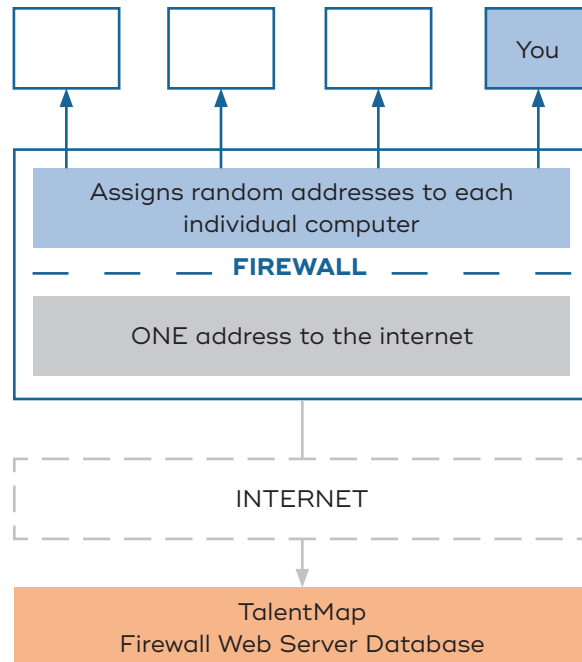 You
Assigns random addresses to each
individual computer
FIREWALL
ONE address to the internet
INTERNET
TalentMap
Firewall Web Server Database